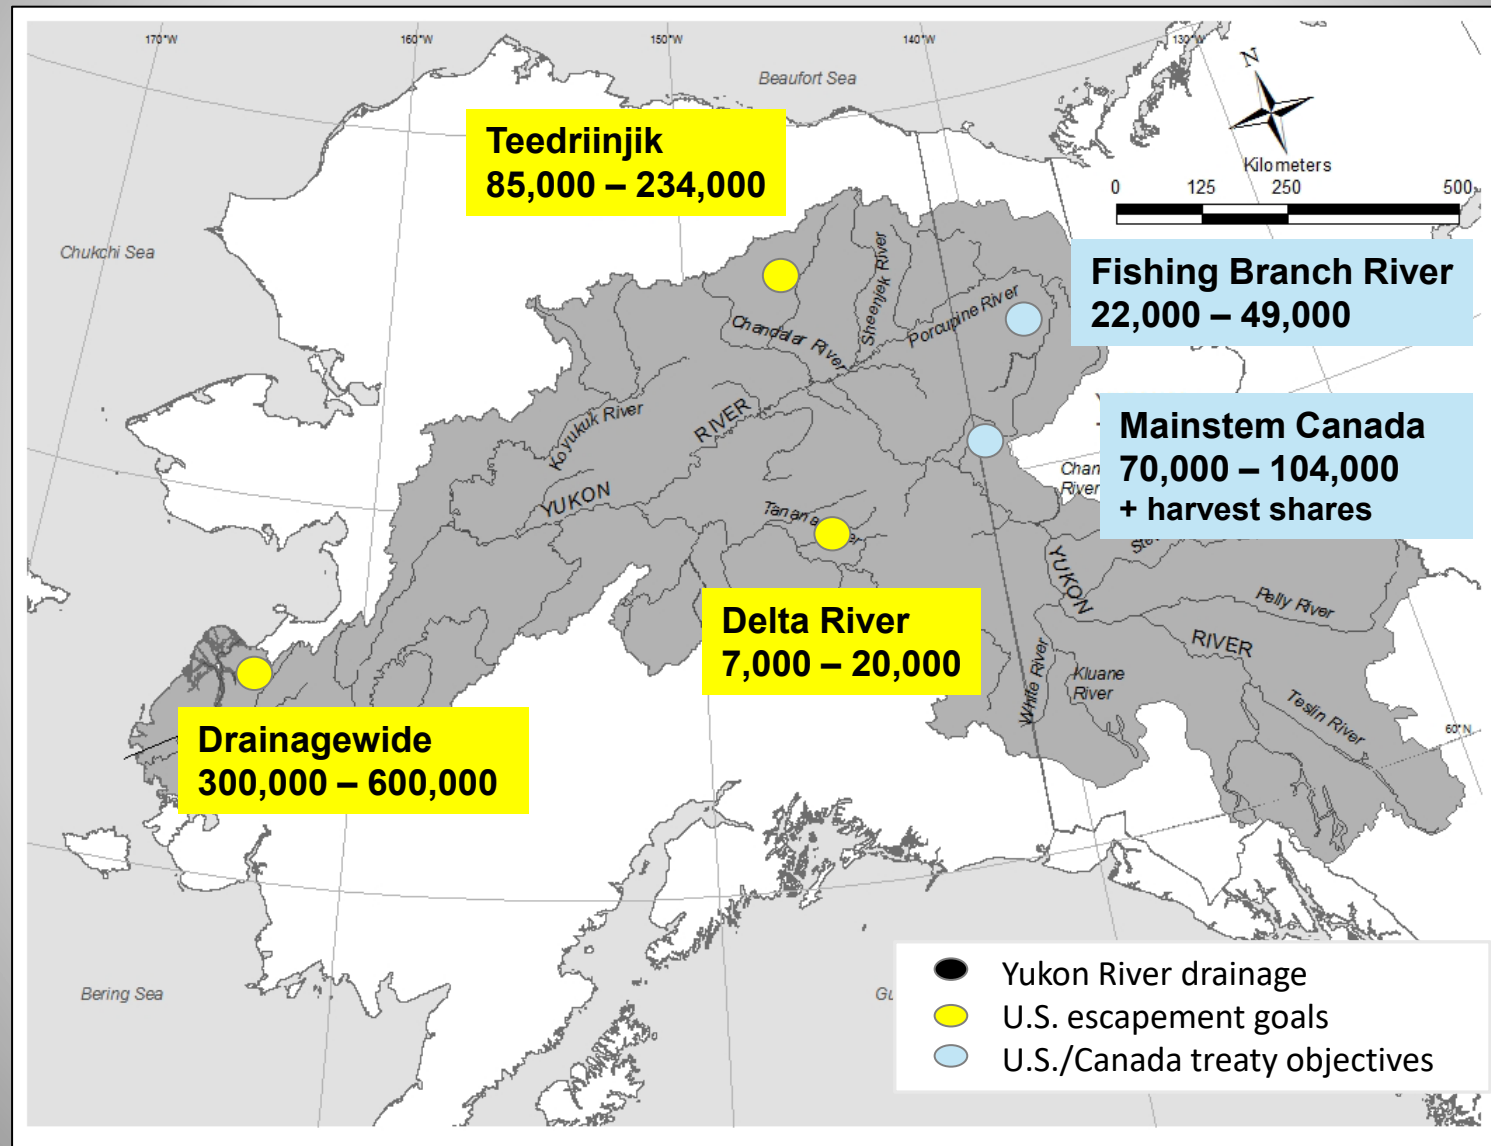 170°W
160°W
150°W
140°W
130°W
N
Beaufort Sea
Teedriinjik
85,000 – 234,000
Kilometers
0 125 250 500
Chukchi Sea
Sheenjek River
Fishing Branch River
22,000 – 49,000
Porcupine River
Chandalar River
Koyukuk River
RIVER
YUKON
Mainstem Canada
70,000 – 104,000
+ harvest shares
River
Tanana
YUKON
Delta River
7,000 – 20,000
Pelly River
RIVER
White River
Kluane
River
Teslin River
60°N
Drainagewide
300,000 – 600,000
Bering Sea
Yukon River drainage
U.S. escapement goals
U.S./Canada treaty objectives